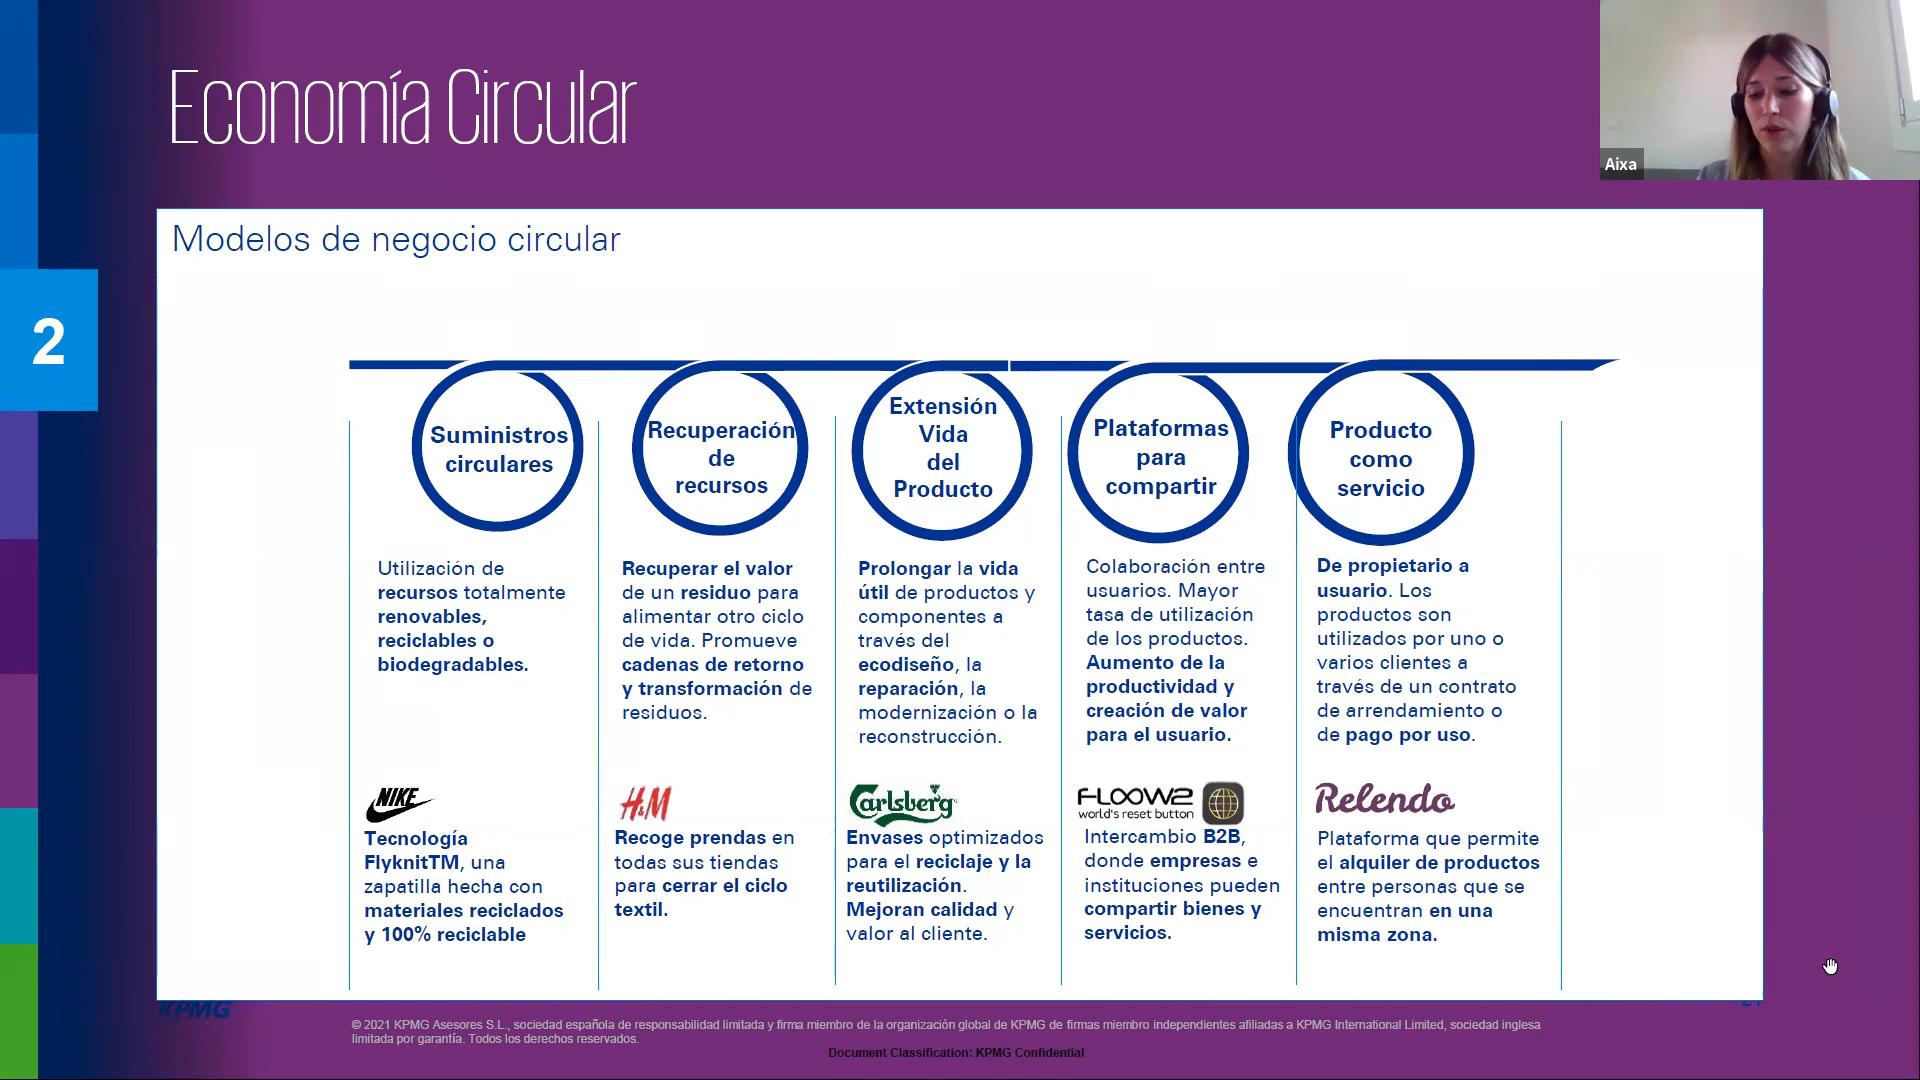 Economía Circular
Aixa
Modelos de negocio circular
2
Suministros
circulares
Utilización de
recursos totalmente
renovables,
reciclables o
biodegradables.
NIKE
Tecnología
FlyknitTM, una
zapatilla hecha con
materiales reciclados
y 100% reciclable
Recuperación
de
recursos
Recuperar el valor
de un residuo para
alimentar otro ciclo
de vida. Promueve
cadenas de retorno
y transformación de
residuos.
H&M
Recoge prendas en
todas sus tiendas
para cerrar el ciclo
textil.
Extensión
Vida
del
Producto
Prolongar la vida
útil de productos y
componentes a
través del
ecodiseño, la
reparación, la
modernización o la
reconstrucción.
Carlsberg
Envases optimizados
para el reciclaje y la
reutilización.
Mejoran calidad y
valor al cliente.
Plataformas
para
compartir
Colaboración entre
usuarios. Mayor
tasa de utilización
de los productos.
Aumento de la
productividad y
creación de valor
para el usuario.
FLOOW2
world's reset button
Intercambio B2B,
donde empresas e
instituciones pueden
compartir bienes y
servicios.
Producto
como
servicio
De propietario a
usuario. Los
productos son
utilizados por uno o
varios clientes a
través de un contrato
de arrendamiento o
de pago por uso.
Relendo
Plataforma que permite
el alquiler de productos
entre personas que se
encuentran en una
misma zona.
KPMG
© 2021 KPMG Asesores S.L., sociedad española de responsabilidad limitada y firma miembro de la organización global de KPMG de firmas miembro independientes afiliadas a KPMG International Limited, sociedad inglesa
limitada por garantía. Todos los derechos reservados.
Document Classification: KPMG Confidential